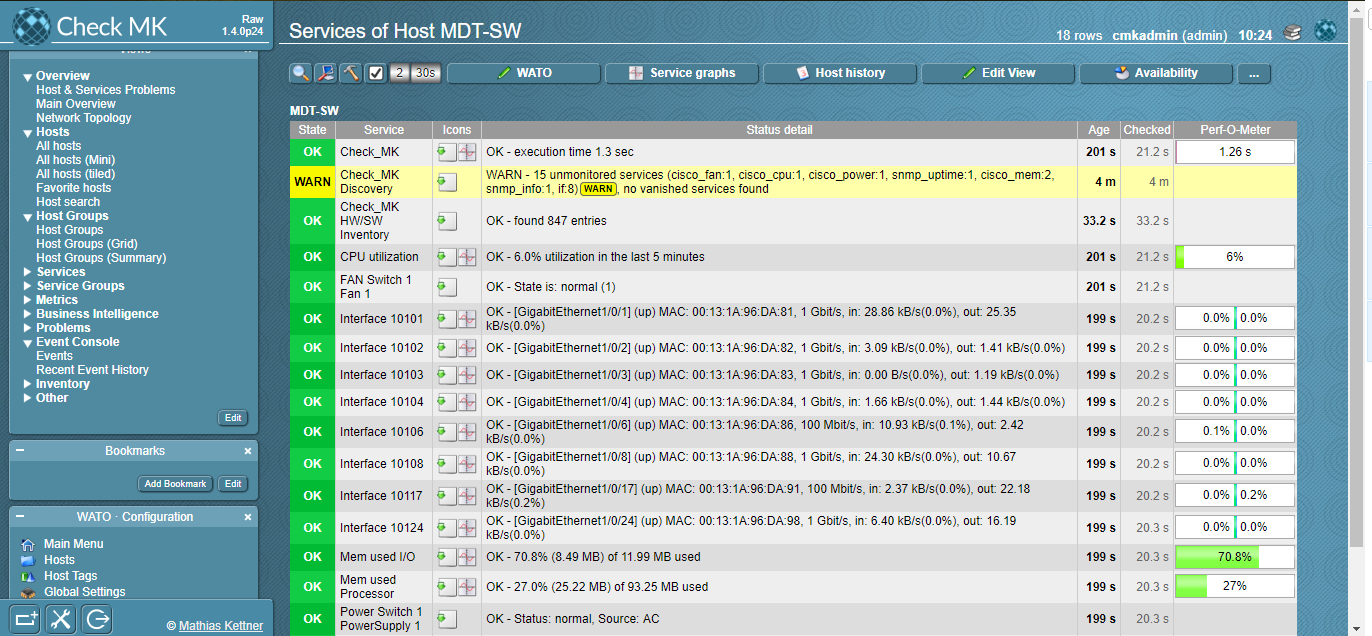 Check MK
Raw
1.4.0p24
Services of Host MDT-SW
18 rows cmkadmin (admin) 10:24
Overview
Host & Services Problems
Main Overview
Network Topology
Hosts
All hosts
All hosts (Mini)
All hosts (tiled)
Favorite hosts
Host search
Host Groups
Host Groups
Host Groups (Grid)
Host Groups (Summary)
Services
Service Groups
Metrics
Business Intelligence
Problems
Event Console
Events
Recent Event History
Inventory
Other
Edit
Bookmarks ×
Add Bookmark Edit
WATO · Configuration ×
Main Menu
Hosts
Host Tags
Global Settings
© Mathias Kettner
2 30s WATO Service graphs Host history Edit View Availability ...
MDT-SW
State Service Icons Status detail Age Checked Perf-O-Meter
OK Check_MK OK - execution time 1.3 sec 201 s 21.2 s 1.26 s
WARN Check_MK Discovery WARN - 15 unmonitored services (cisco_fan:1, cisco_cpu:1, cisco_power:1, snmp_uptime:1, cisco_mem:2, 4 m 4 m
snmp_info:1, if:8) WARN, no vanished services found
OK Check_MK HW/SW Inventory OK - found 847 entries 33.2 s 33.2 s
OK CPU utilization OK - 6.0% utilization in the last 5 minutes 201 s 21.2 s 6%
OK FAN Switch 1 Fan 1 OK - State is: normal (1) 201 s 21.2 s
OK Interface 10101 OK - [GigabitEthernet1/0/1] (up) MAC: 00:13:1A:96:DA:81, 1 Gbit/s, in: 28.86 kB/s(0.0%), out: 25.35 199 s 20.2 s 0.0% 0.0%
kB/s(0.0%)
OK Interface 10102 OK - [GigabitEthernet1/0/2] (up) MAC: 00:13:1A:96:DA:82, 1 Gbit/s, in: 3.09 kB/s(0.0%), out: 1.41 kB/s(0.0%) 199 s 20.2 s 0.0% 0.0%
OK Interface 10103 OK - [GigabitEthernet1/0/3] (up) MAC: 00:13:1A:96:DA:83, 1 Gbit/s, in: 0.00 B/s(0.0%), out: 1.19 kB/s(0.0%) 199 s 20.2 s 0.0% 0.0%
OK Interface 10104 OK - [GigabitEthernet1/0/4] (up) MAC: 00:13:1A:96:DA:84, 1 Gbit/s, in: 1.66 kB/s(0.0%), out: 1.44 kB/s(0.0%) 199 s 20.2 s 0.0% 0.0%
OK Interface 10106 OK - [GigabitEthernet1/0/6] (up) MAC: 00:13:1A:96:DA:86, 100 Mbit/s, in: 10.93 kB/s(0.1%), out: 2.42 199 s 20.2 s 0.1% 0.0%
kB/s(0.0%)
OK Interface 10108 OK - [GigabitEthernet1/0/8] (up) MAC: 00:13:1A:96:DA:88, 1 Gbit/s, in: 24.30 kB/s(0.0%), out: 10.67 199 s 20.2 s 0.0% 0.0%
kB/s(0.0%)
OK Interface 10117 OK - [GigabitEthernet1/0/17] (up) MAC: 00:13:1A:96:DA:91, 100 Mbit/s, in: 2.37 kB/s(0.0%), out: 22.18 199 s 20.2 s 0.0% 0.2%
kB/s(0.2%)
OK Interface 10124 OK - [GigabitEthernet1/0/24] (up) MAC: 00:13:1A:96:DA:98, 1 Gbit/s, in: 6.40 kB/s(0.0%), out: 16.19 199 s 20.3 s 0.0% 0.0%
kB/s(0.0%)
OK Mem used I/O OK - 70.8% (8.49 MB) of 11.99 MB used 199 s 20.3 s 70.8%
OK Mem used Processor OK - 27.0% (25.22 MB) of 93.25 MB used 199 s 20.3 s 27%
OK Power Switch 1 PowerSupply 1 OK - Status: normal, Source: AC 199 s 20.3 s